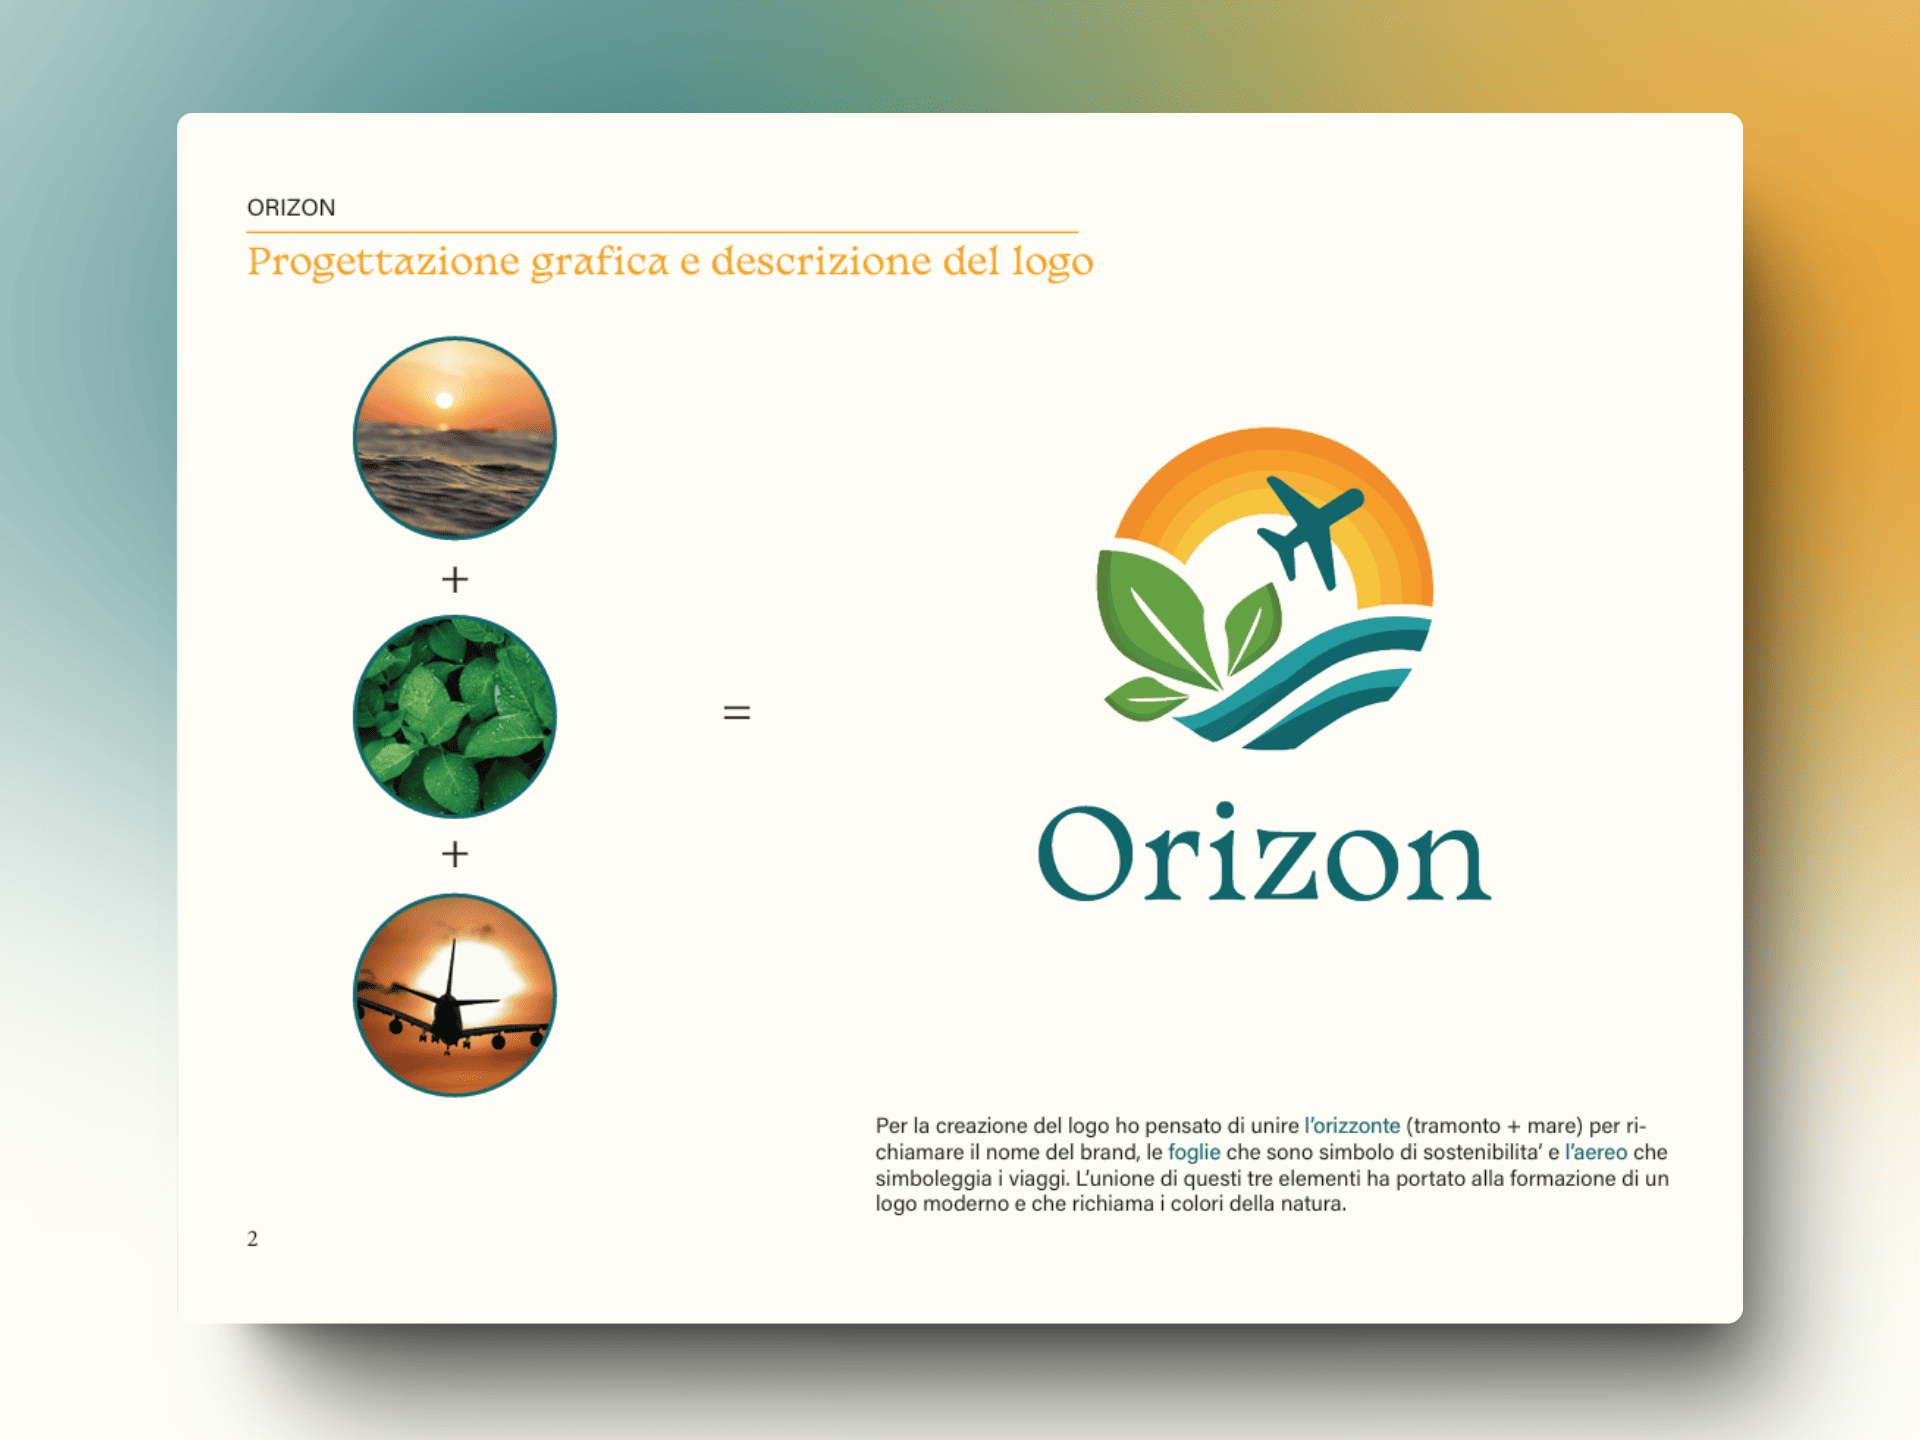 ORIZON
Progettazione grafica e descrizione del logo
+
+
=
Orizon
Per la creazione del logo ho pensato di unire l’orizzonte (tramonto + mare) per ri-
chiamare il nome del brand, le foglie che sono simbolo di sostenibilita’ e l’aereo che
simboleggia i viaggi. L’unione di questi tre elementi ha portato alla formazione di un
logo moderno e che richiama i colori della natura.
2